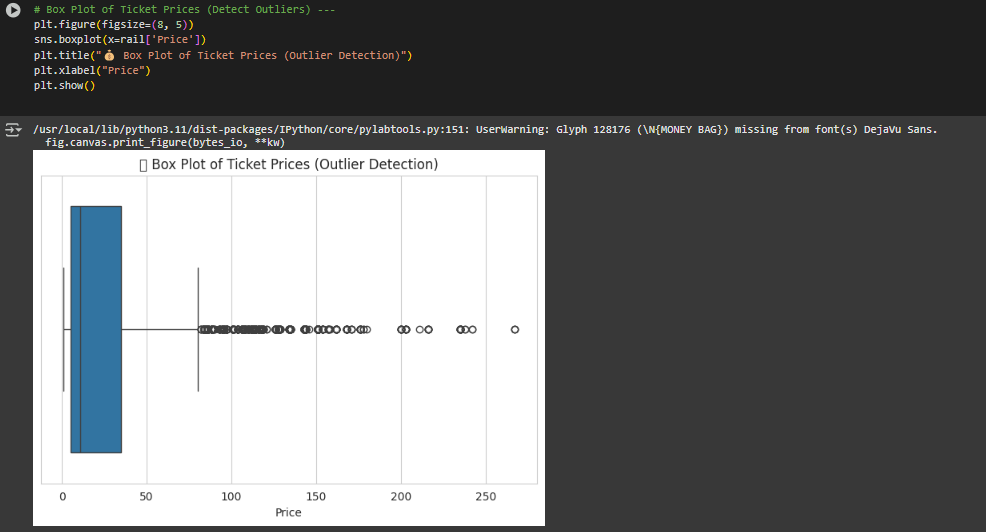 # Box Plot of Ticket Prices (Detect Outliers) ---
plt.figure(figsize=(8, 5))
sns.boxplot(x=rail['Price'])
plt.title("💰 Box Plot of Ticket Prices (Outlier Detection)")
plt.xlabel("Price")
plt.show()
/usr/local/lib/python3.11/dist-packages/IPython/core/pylabtools.py:151: UserWarning: Glyph 128176 (\N{MONEY BAG}) missing from font(s) DejaVu Sans.
fig.canvas.print_figure(bytes_io, **kw)
▯ Box Plot of Ticket Prices (Outlier Detection)
0 50 100 150 200 250
Price